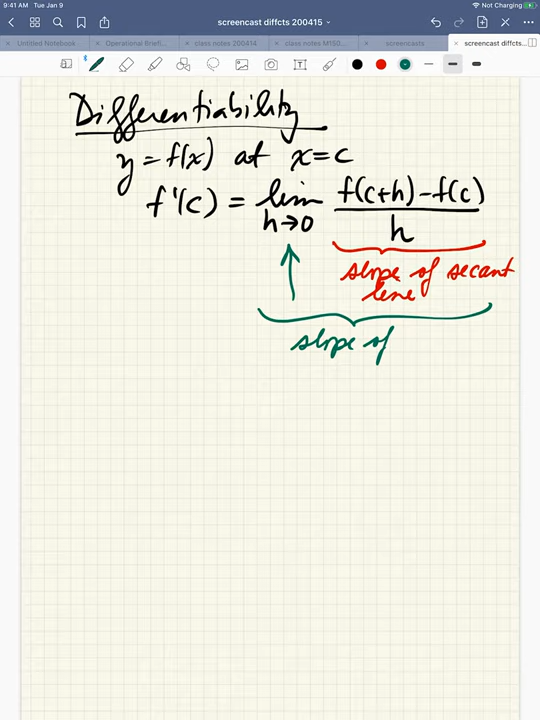 9:41 AM Tue Jan 9
Not Charging
screencast diffcts 200415
Untitled Notebook
Operational Briefi...
class notes 200414
class notes M150...
screencasts
screencast diffcts...
Differentiability
y = f(x) at x = c
f'(c) = lim h→0 f(c+h) - f(c) / h
slope of secant
line
slope of